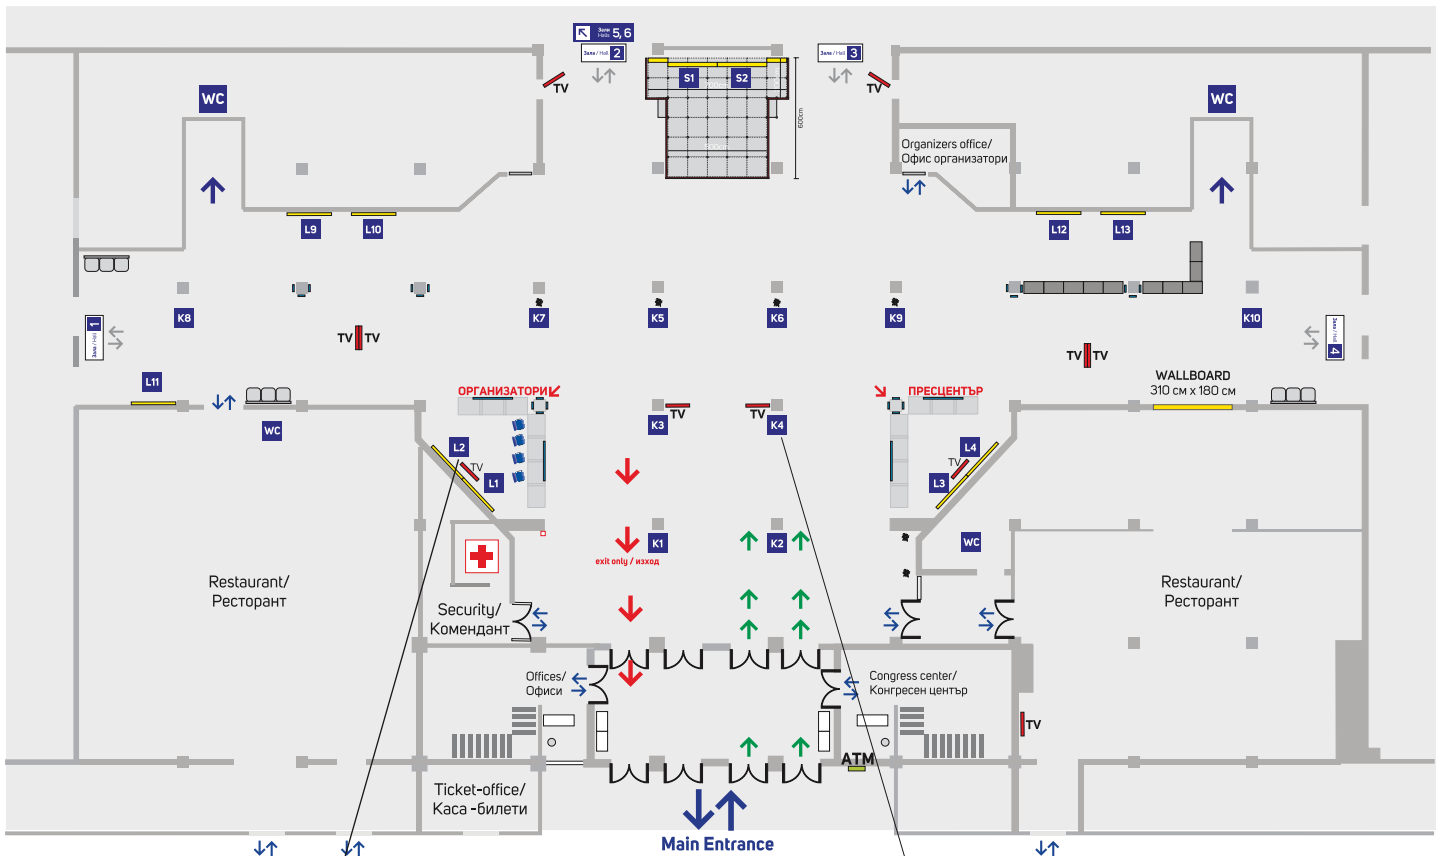 Зали
Halls 5, 6
Зала / Hall 2
Зала / Hall 3
S1
S2
TV
TV
600cm
WC
WC
Organizers office/
Офис организатори
L9
L10
L12
L13
K8
K7
K5
K6
K9
K10
Зала / Hall 1
Зала / Hall 4
TV TV
TV TV
L11
WALLBOARD
310 см x 180 см
ОРГАНИЗАТОРИ
ПРЕСЦЕНТЪР
TV
TV
K3
K4
WC
L2
TV
L1
L4
TV
L3
K1
K2
WC
exit only / изход
Restaurant/
Ресторант
Restaurant/
Ресторант
Security/
Комендант
Offices/
Офиси
Congress center/
Конгресен център
TV
ATM
Ticket-office/
Каса -билети
Main Entrance